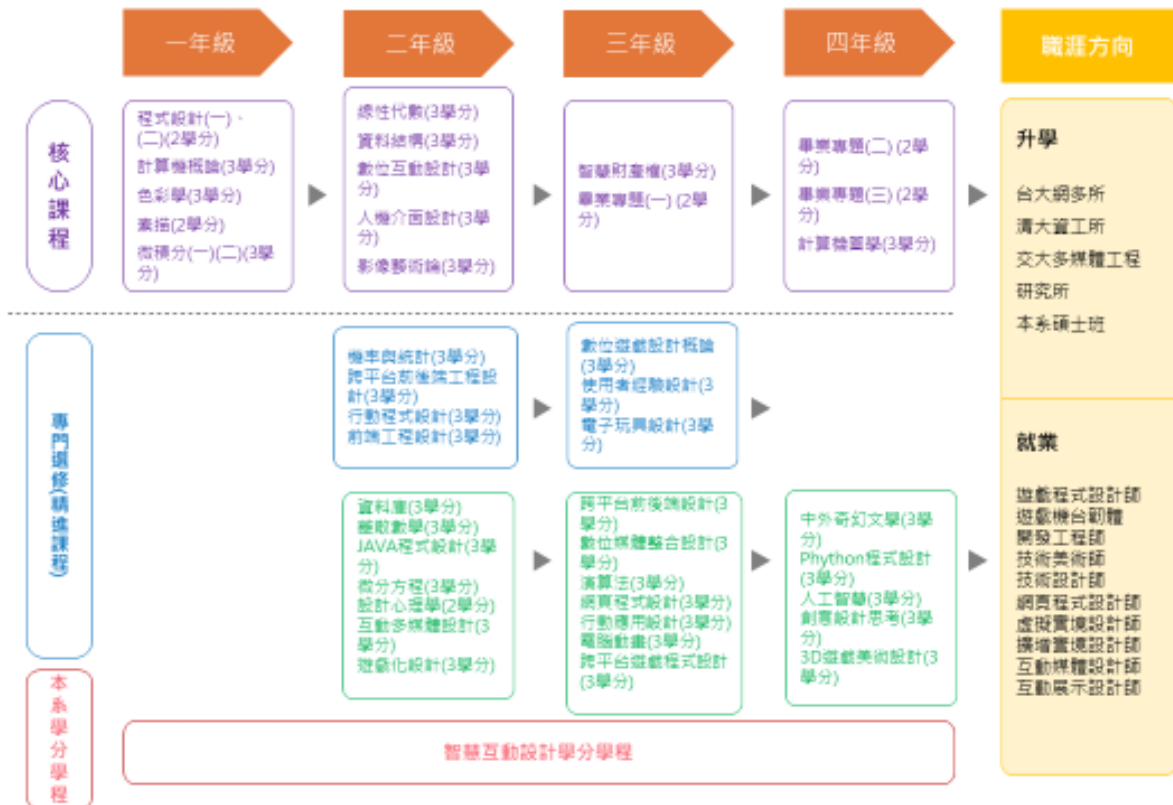 一年級
二年級
三年級
四年級
職涯方向
核心課程
程式設計(一)、
(二)(2學分)
計算機概論(3學分)
色彩學(3學分)
素描(2學分)
微積分(一)(二)(3學
分)
線性代數(3學分)
資料結構(3學分)
數位互動設計(3學
分)
人機介面設計(3學
分)
影像藝術論(3學分)
智慧財產權(3學分)
畢業專題(一) (2學
分)
畢業專題(二) (2學
分)
畢業專題(三) (2學
分)
計算機圖學(3學分)
升學
台大網多所
清大資工所
交大多媒體工程
研究所
本系碩士班
專門選修(精進課程)
機率與統計(3學分)
跨平台前後端工程設
計(3學分)
行動程式設計(3學分)
前端工程設計(3學分)
數位遊戲設計概論
(3學分)
使用者經驗設計(3
學分)
電子玩具設計(3學
分)
資料庫(3學分)
離散數學(3學分)
JAVA程式設計(3學
分)
微分方程(3學分)
設計心理學(2學分)
互動多媒體設計(3
學分)
遊戲化設計(3學分)
跨平台前後端設計(3
學分)
數位媒體整合設計(3
學分)
演算法(3學分)
網頁程式設計(3學分)
行動應用設計(3學分)
電腦動畫(3學分)
跨平台遊戲程式設計
(3學分)
中外奇幻文學(3學
分)
Phython程式設計
(3學分)
人工智慧(3學分)
創意設計思考(3學
分)
3D遊戲美術設計(3
學分)
就業
遊戲程式設計師
遊戲機台韌體
開發工程師
技術美術師
技術設計師
網頁程式設計師
虛擬實境設計師
擴增實境設計師
互動媒體設計師
互動展示設計師
本系學分學程
智慧互動設計學分學程